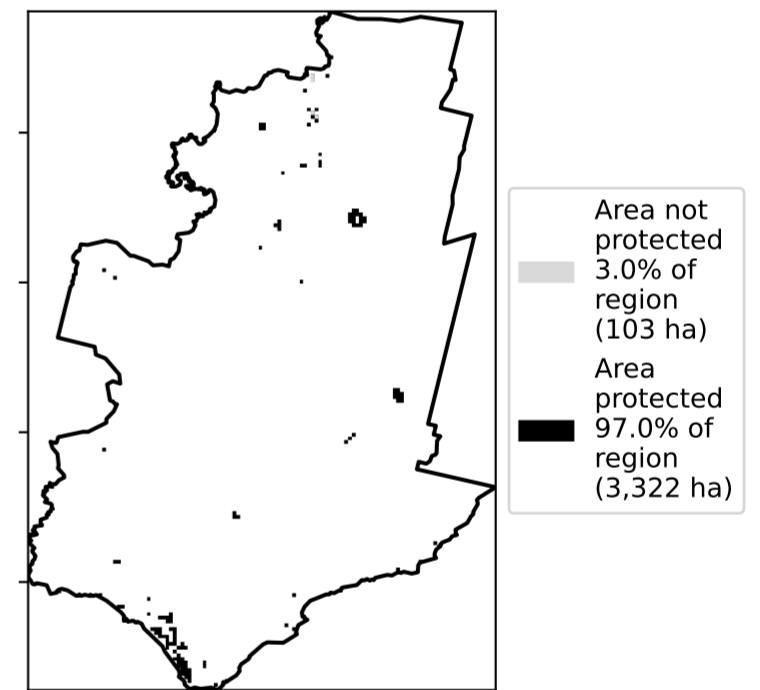 Area not
protected
3.0% of
region
(103 ha)
Area
protected
97.0% of
region
(3,322 ha)